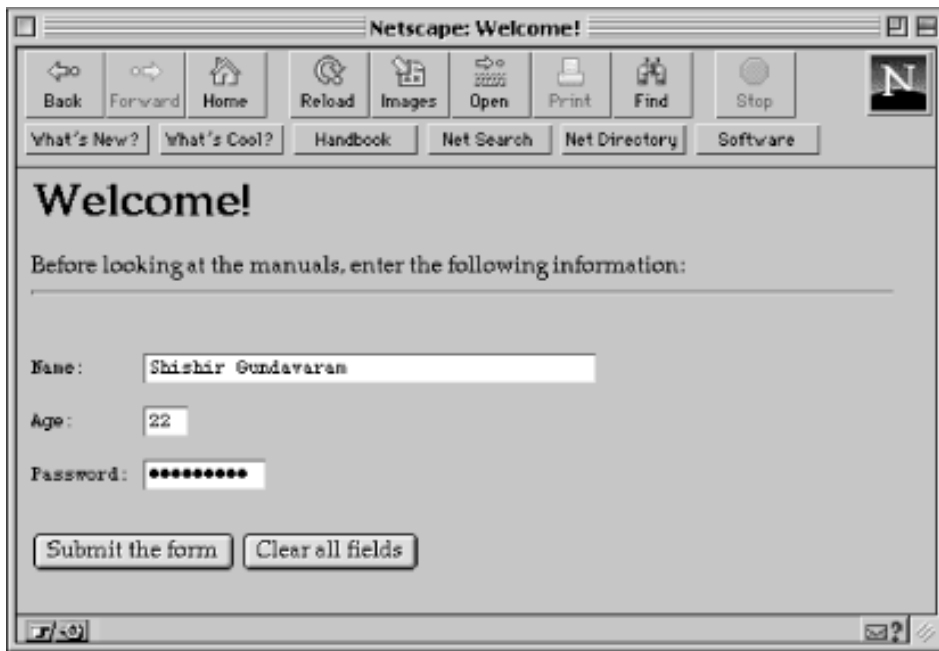 Netscape: Welcome!
Back Forward Home Reload Images Open Print Find Stop N
What's New? What's Cool? Handbook Net Search Net Directory Software
Welcome!
Before looking at the manuals, enter the following information:
Name: Shishir Gundavaram
Age: 22
Password: •••••••••
Submit the form Clear all fields
?